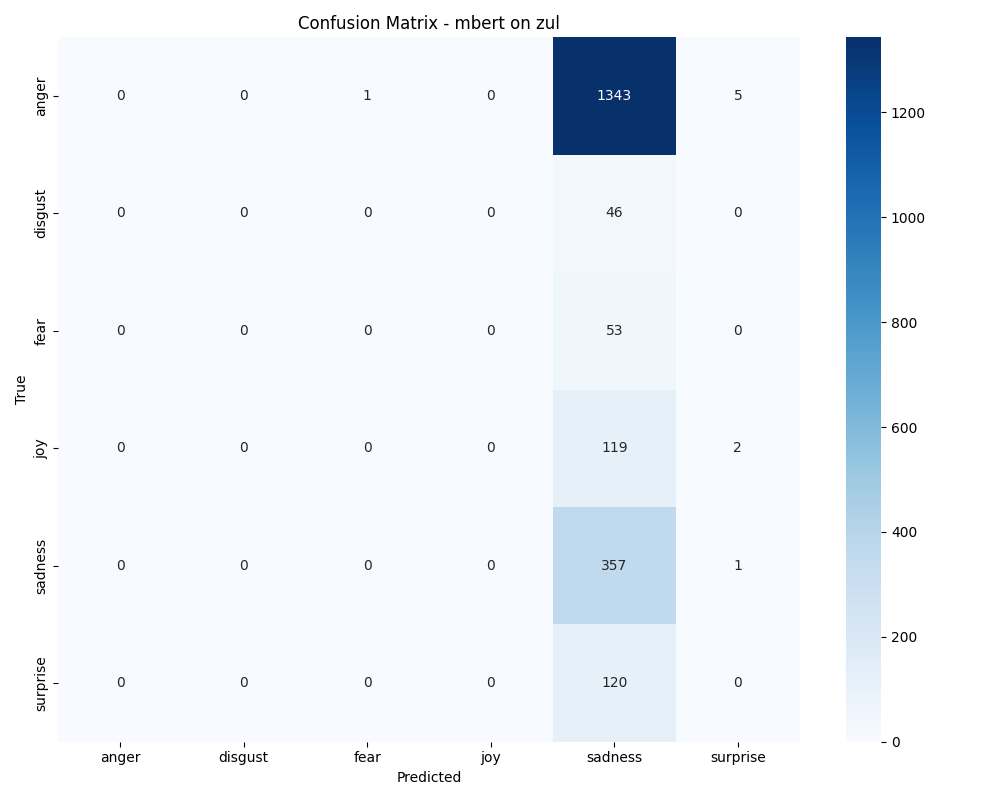 Confusion Matrix - mbert on zul
anger 0 0 1 0 1343 5
disgust 0 0 0 0 46 0
fear 0 0 0 0 53 0
joy 0 0 0 0 119 2
sadness 0 0 0 0 357 1
surprise 0 0 0 0 120 0
anger disgust fear joy sadness surprise
Predicted
True
1200
1000
800
600
400
200
0